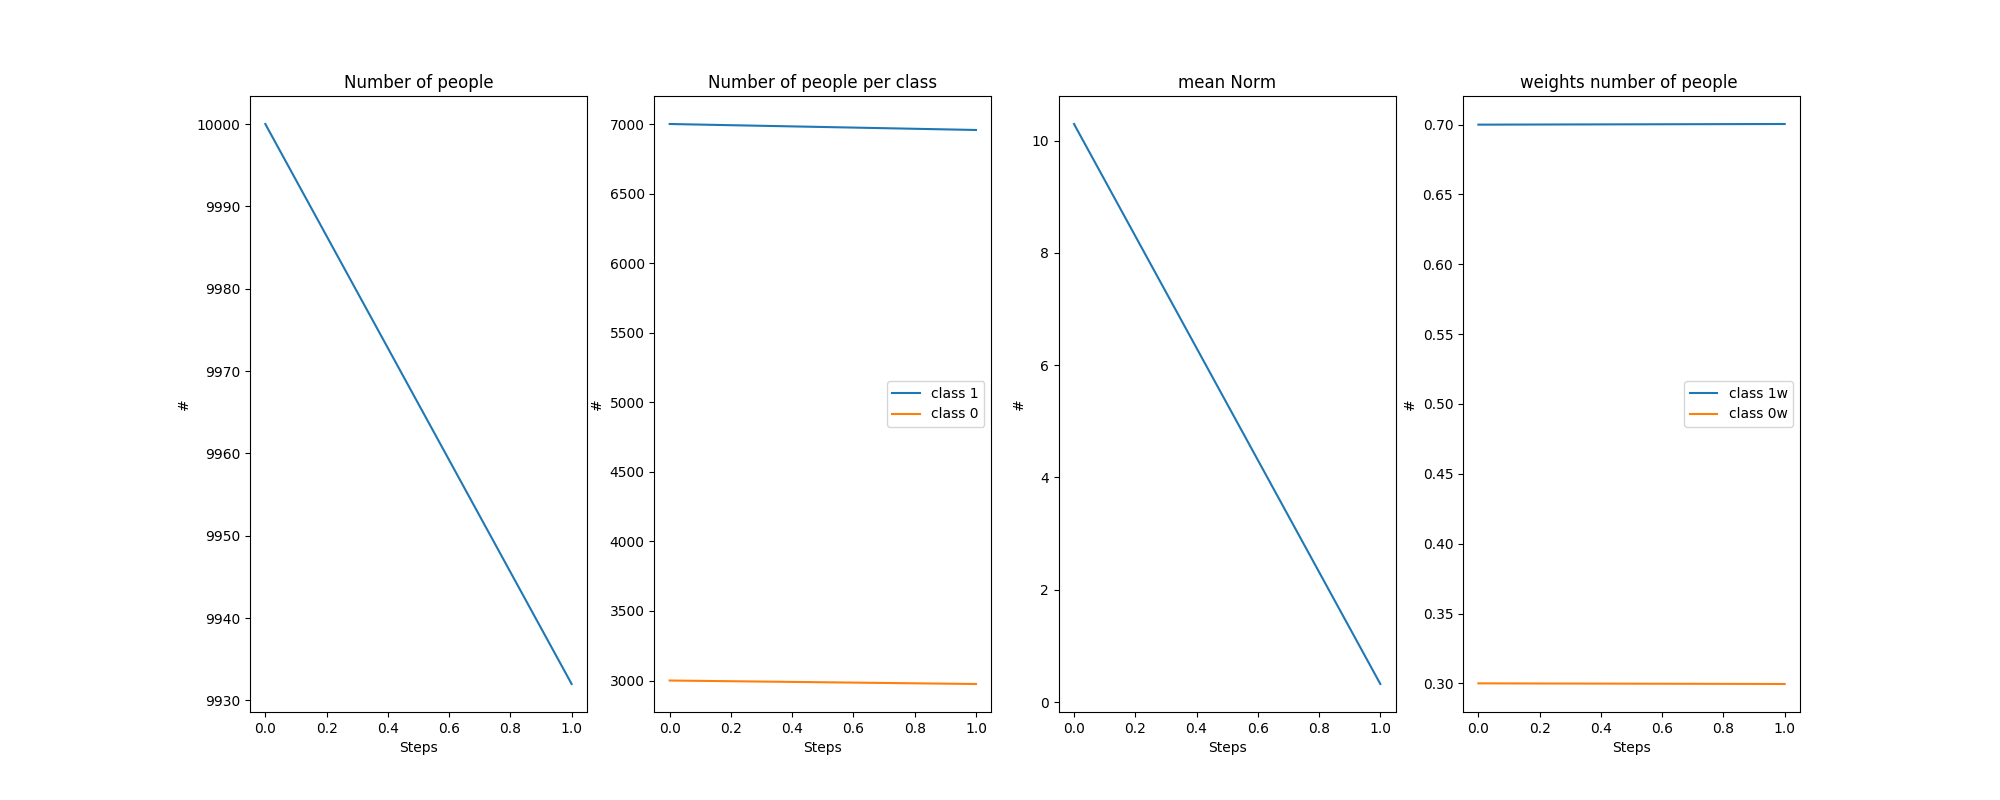 Number of people
10000
9990
9980
9970
9960
9950
9940
9930
#
0.0 0.2 0.4 0.6 0.8 1.0
Steps
Number of people per class
7000
6500
6000
5500
5000
4500
4000
3500
3000
#
class 1
class 0
0.0 0.2 0.4 0.6 0.8 1.0
Steps
mean Norm
10
8
6
4
2
0
#
0.0 0.2 0.4 0.6 0.8 1.0
Steps
weights number of people
0.70
0.65
0.60
0.55
0.50
0.45
0.40
0.35
0.30
#
class 1w
class 0w
0.0 0.2 0.4 0.6 0.8 1.0
Steps